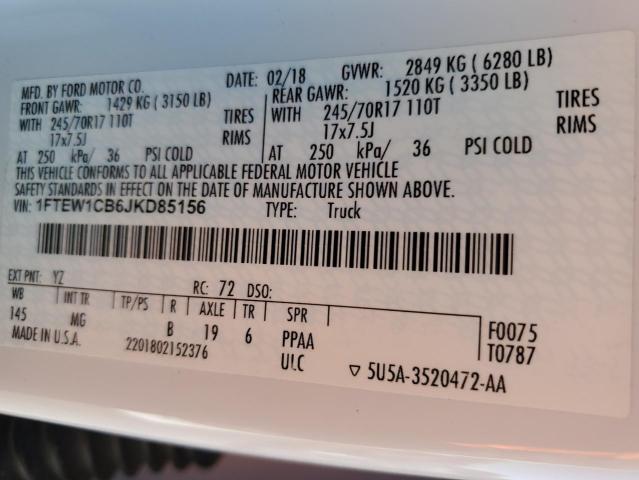 MFD. BY FORD MOTOR CO. DATE: 02/18 GVWR: 2849 KG ( 6280 LB)
FRONT GAWR: 1429 KG ( 3150 LB) REAR GAWR: 1520 KG ( 3350 LB)
WITH 245/70R17 110T TIRES WITH 245/70R17 110T TIRES
17x7.5J RIMS 17x7.5J RIMS
AT 250 kPa/ 36 PSI COLD AT 250 kPa/ 36 PSI COLD
THIS VEHICLE CONFORMS TO ALL APPLICABLE FEDERAL MOTOR VEHICLE
SAFETY STANDARDS IN EFFECT ON THE DATE OF MANUFACTURE SHOWN ABOVE.
VIN: 1FTEW1CB6JKD85156 TYPE: Truck
EXT PNT: YZ RC: 72 DSO:
WB INT TR TP/PS R AXLE TR SPR
145 MG B 19 6 PPAA F0075
ULC T0787
MADE IN U.S.A. 2201802152376 ▽ 5U5A-3520472-AA